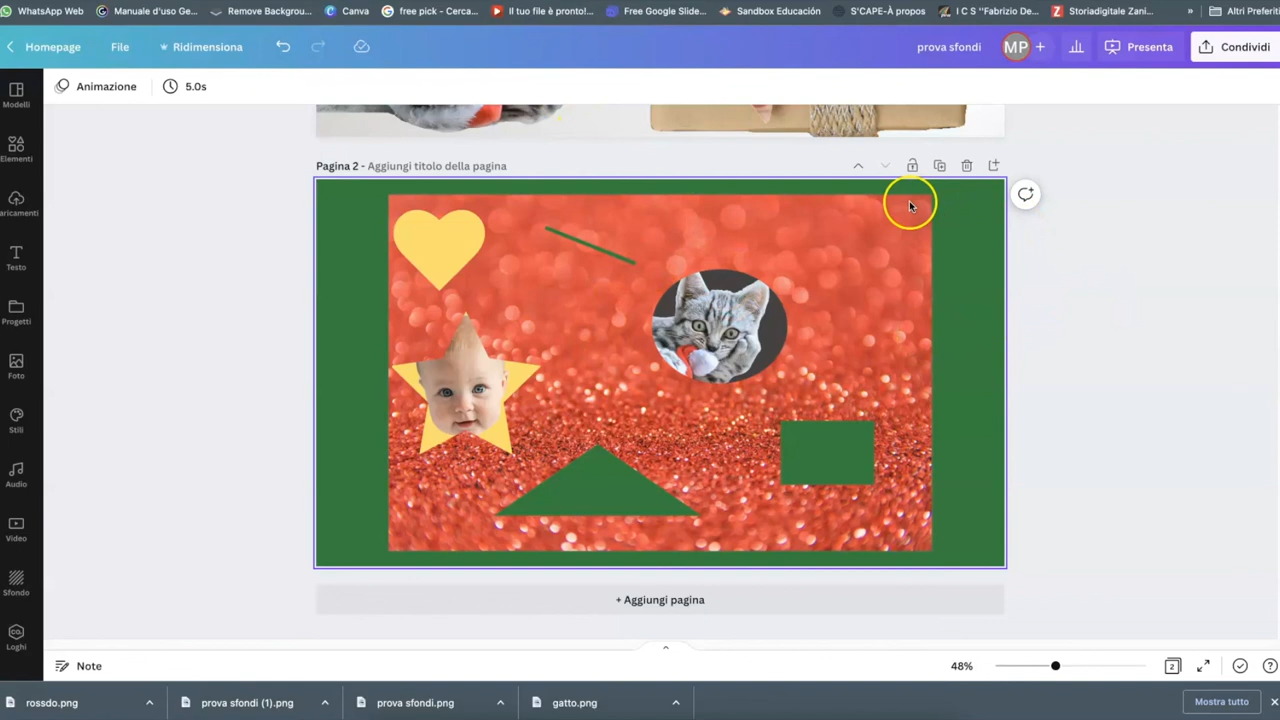 WhatsApp Web
Manuale d'uso Ge...
Remove Backgrou...
Canva
free pick - Cerca...
Il tuo file è pronto!...
Free Google Slide...
Sandbox Educación
S'CAPE-À propos
I C S "Fabrizio De...
Storiadigitale Zani...
»
Altri Preferiti
Homepage
File
Ridimensiona
prova sfondi
MP
+
Presenta
Condividi
Animazione
5.0s
Modelli
Elementi
aricamenti
Testo
Progetti
Foto
Stili
Audio
Video
Sfondo
CO.
Loghi
Pagina 2 - Aggiungi titolo della pagina
+ Aggiungi pagina
Note
48%
2
?
rossdo.png
prova sfondi (1).png
prova sfondi.png
gatto.png
Mostra tutto